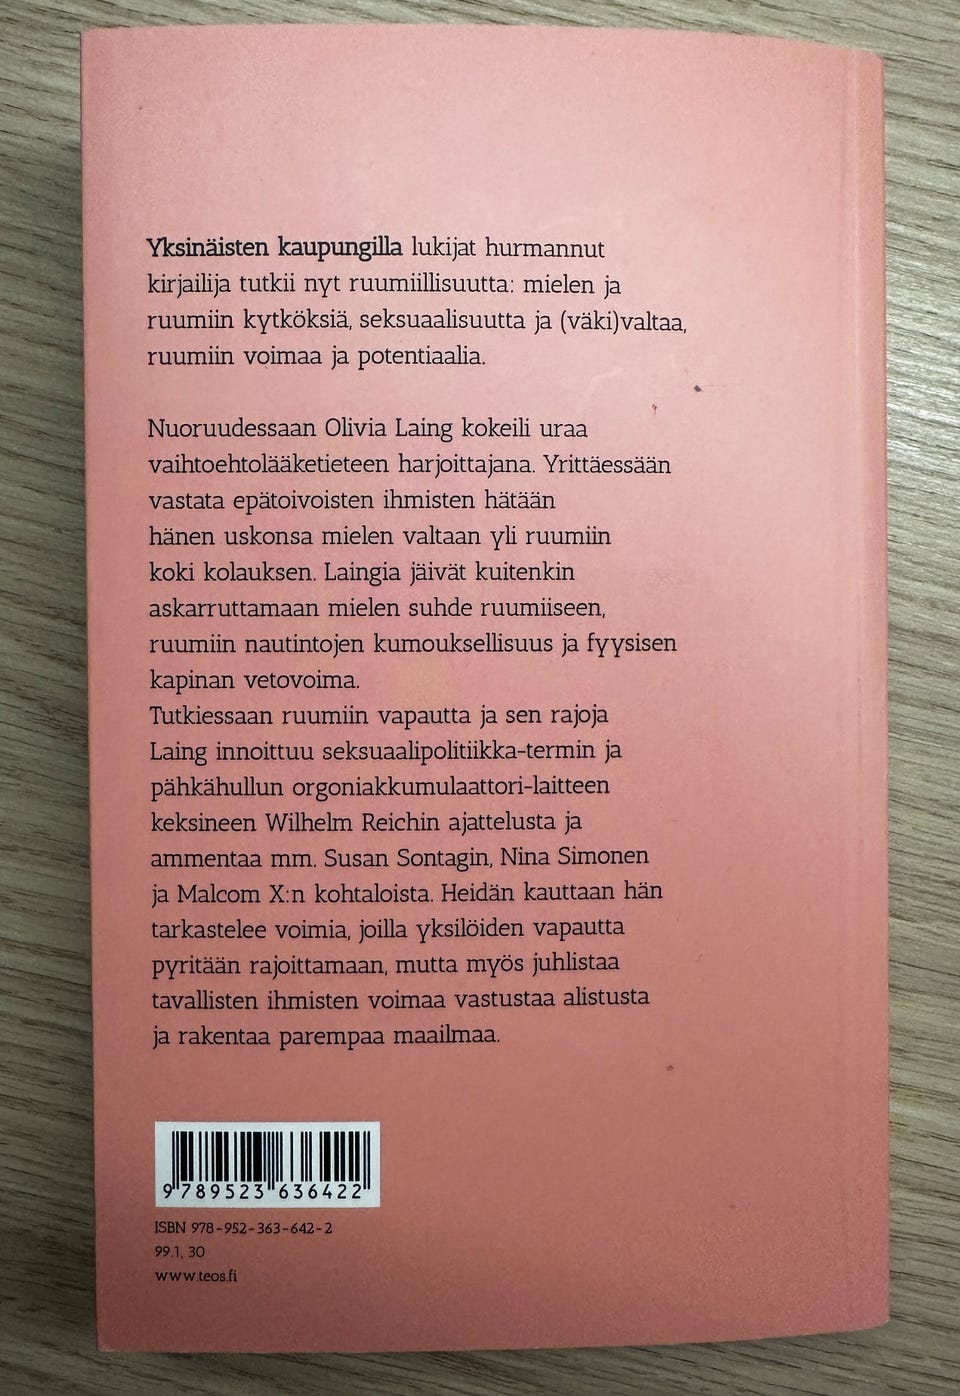 Yksinäisten kaupungilla lukijat hurmannut
kirjailija tutkii nyt ruumiillisuutta: mielen ja
ruumiin kytköksiä, seksuaalisuutta ja (väki)valtaa,
ruumiin voimaa ja potentiaalia.
Nuoruudessaan Olivia Laing kokeili uraa
vaihtoehtolääketieteen harjoittajana. Yrittäessään
vastata epätoivoisten ihmisten hätään
hänen uskonsa mielen valtaan yli ruumiin
koki kolauksen. Laingia jäivät kuitenkin
askarruttamaan mielen suhde ruumiiseen,
ruumiin nautintojen kumouksellisuus ja fyysisen
kapinan vetovoima.
Tutkiessaan ruumiin vapautta ja sen rajoja
Laing innoittuu seksuaalipolitiikka-termin ja
pähkähullun orgoniakkumulaattori-laitteen
keksineen Wilhelm Reichin ajattelusta ja
ammentaa mm. Susan Sontagin, Nina Simonen
ja Malcom X:n kohtaloista. Heidän kauttaan hän
tarkastelee voimia, joilla yksilöiden vapautta
pyritään rajoittamaan, mutta myös juhlistaa
tavallisten ihmisten voimaa vastustaa alistusta
ja rakentaa parempaa maailmaa.
9 789523 636422
ISBN 978-952-363-642-2
99.1, 30
www.teos.fi